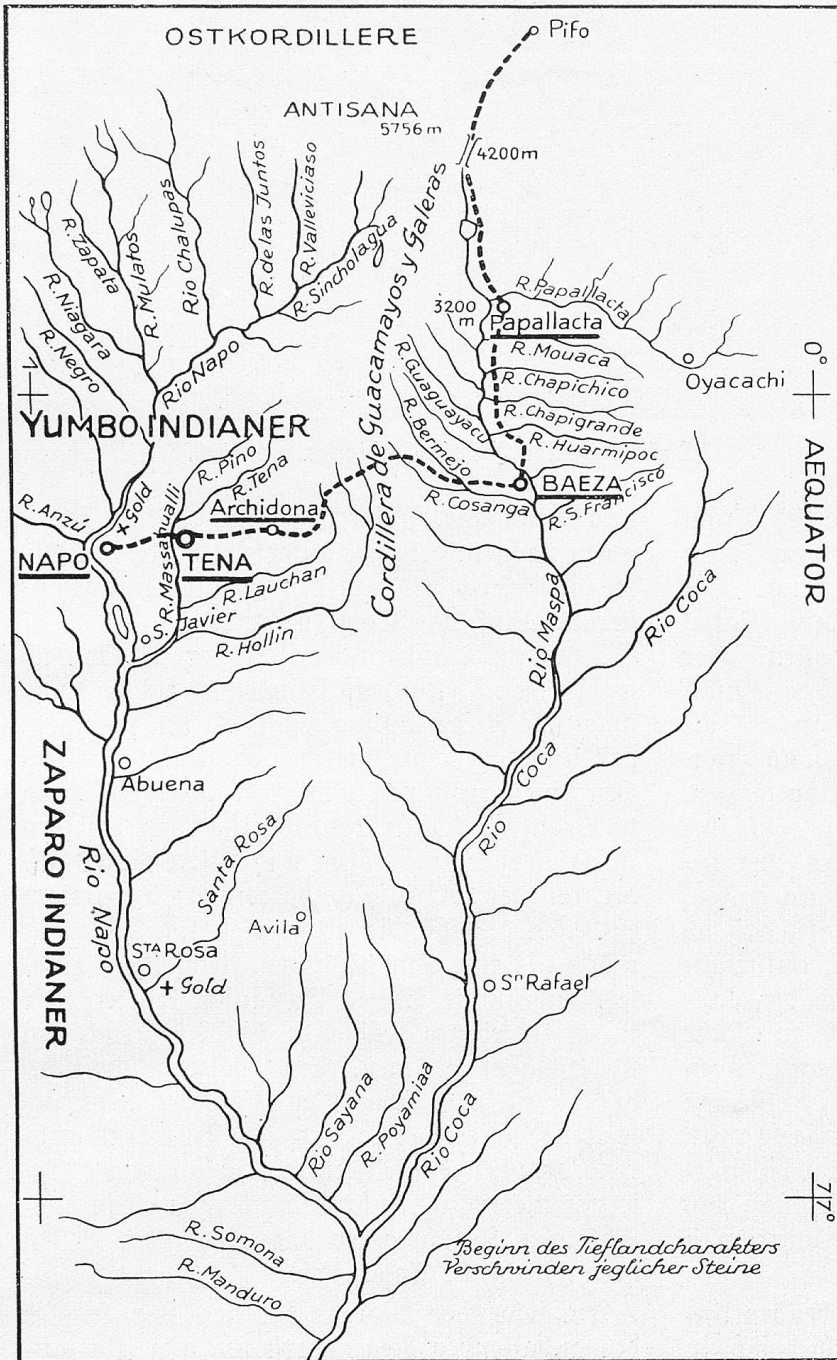 OSTKORDILLERE
Pifo
ANTISANA
5756 m
4200m
Cordillera de Guacamayos y Galeras
R. Zapata
R. Mulatos
Rio Chalupas
R. de las Juntos
R. Valleviciaso
R. Sincholagua
R. Niagara
R. Negro
Rio Napo
3200
m
Papallacta
R. Papallacta
Oyacachi
R. Mouaca
R. Chapichico
R. Chapigrande
R. Huarmipoc
R. Guaguayacu
R. Bermejo
R. Cosanga
BAEZA
R. S. Francisco
0°
AEQUATOR
1
YUMBO INDIANER
R. Pino
R. Tena
Archidona
+ Gold
R. Anzú
NAPO
R. Massahualli
TENA
R. Lauchan
S. Javier
R. Hollin
Rio Maspa
Rio Coca
ZAPARO INDIANER
Abuena
Rio Coca
Rio Napo
Santa Rosa
Avila
STA Rosa
+ Gold
Sn Rafael
Rio Sayana
R. Poyamiaa
Rio Coca
77°
R. Somona
R. Manduro
Beginn des Tieflandcharakters
Verschwinden jeglicher Steine